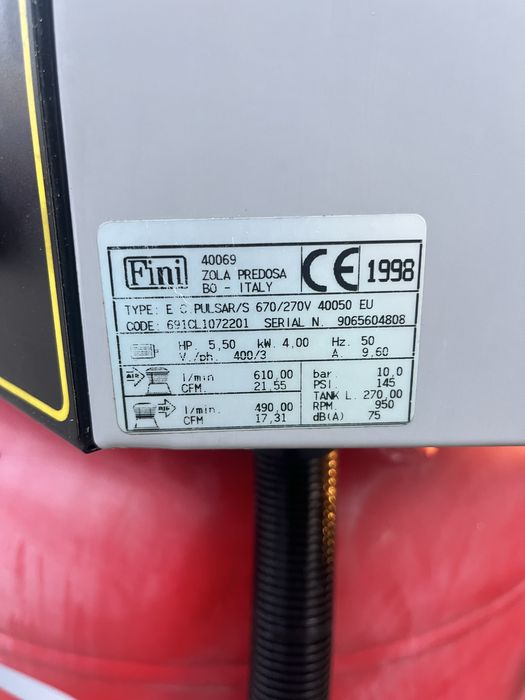 Fini
40069
ZOLA PREDOSA
BO - ITALY
CE 1998
TYPE: E C.PULSAR/S 670/270V 40050 EU
CODE: 691CL1072201 SERIAL N. 9065604808
HP. 5,50 kW. 4,00 Hz. 50
V./ph. 400/3 A. 9,60
AIR l/min 610,00
CFM. 21,55
AIR l/min. 490,00
CFM 17,31
bar. 10,0
PSI. 145
TANK L. 270,00
RPM. 950
dB(A) 75